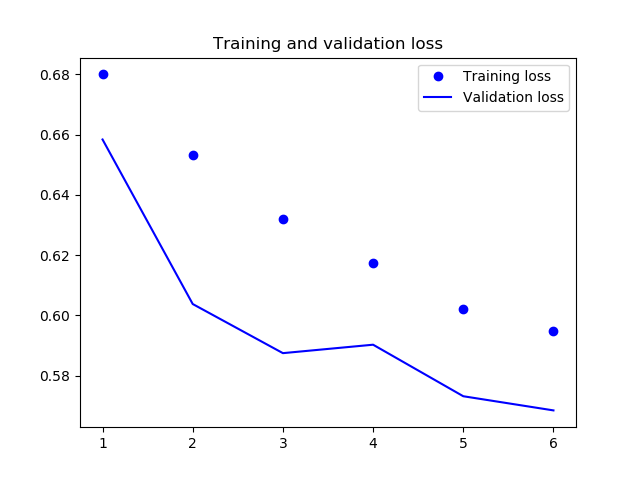 Training and validation loss
Training loss
Validation loss
0.68
0.66
0.64
0.62
0.60
0.58
1 2 3 4 5 6